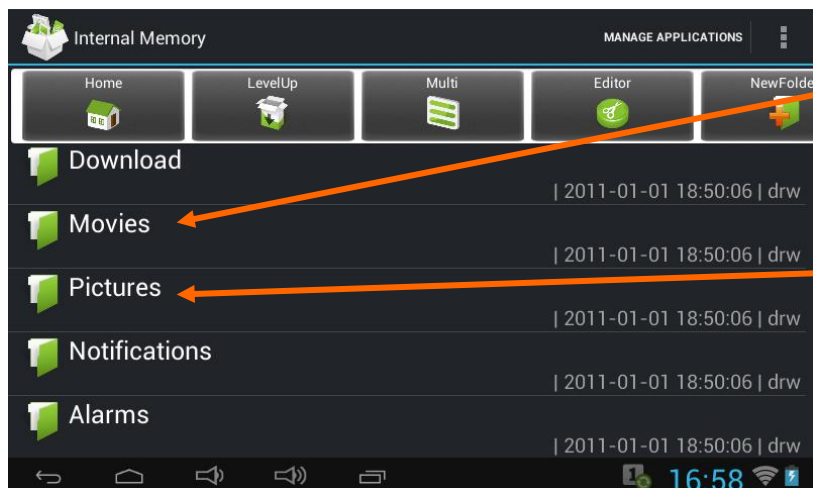 Internal Memory MANAGE APPLICATIONS
Home LevelUp Multi Editor NewFolde
Download
| 2011-01-01 18:50:06 | drw
Movies
| 2011-01-01 18:50:06 | drw
Pictures
| 2011-01-01 18:50:06 | drw
Notifications
| 2011-01-01 18:50:06 | drw
Alarms
| 2011-01-01 18:50:06 | drw
16:58